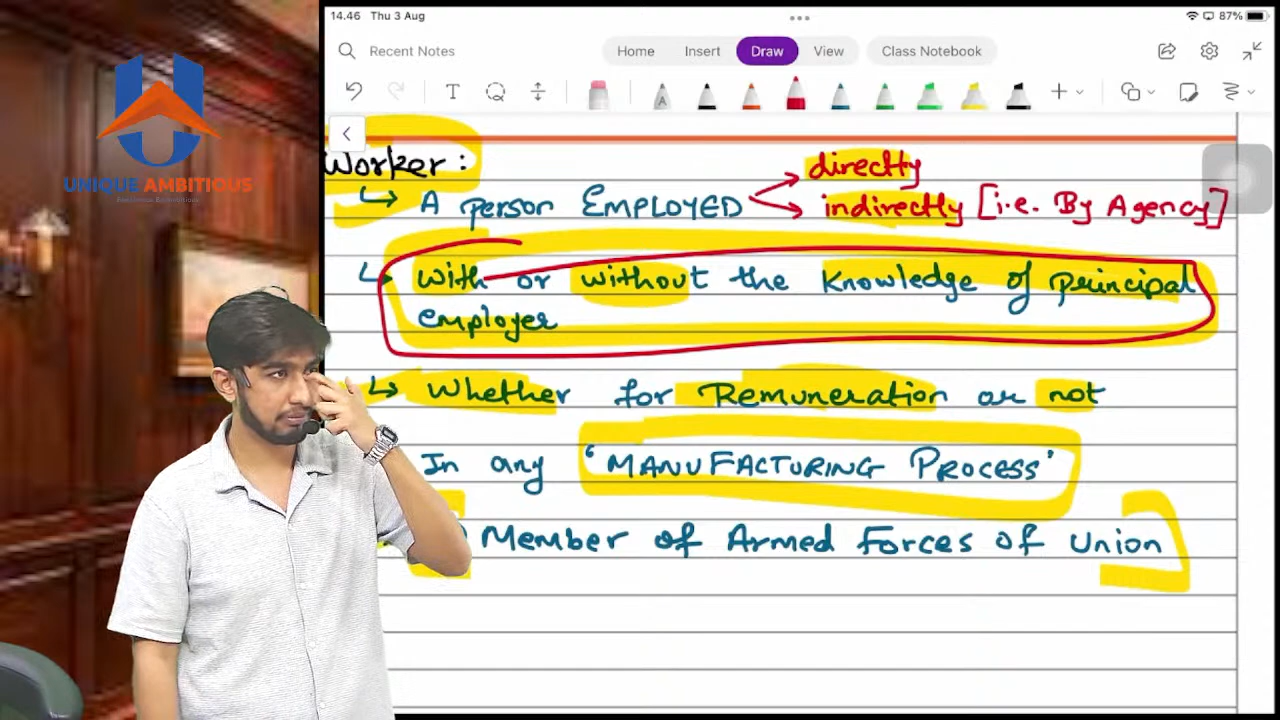 14.46 Thu 3 Aug
87%
Recent Notes
Home Insert Draw View Class Notebook
UNIQUE AMBITIOUS
Worker :
A person EMPLOYED
directly
indirectly [i.e. By Agency]
with or without the Knowledge of principal
employer
Whether for Remuneration or not
In any 'MANUFACTURING PROCESS'
Member of Armed Forces of Union